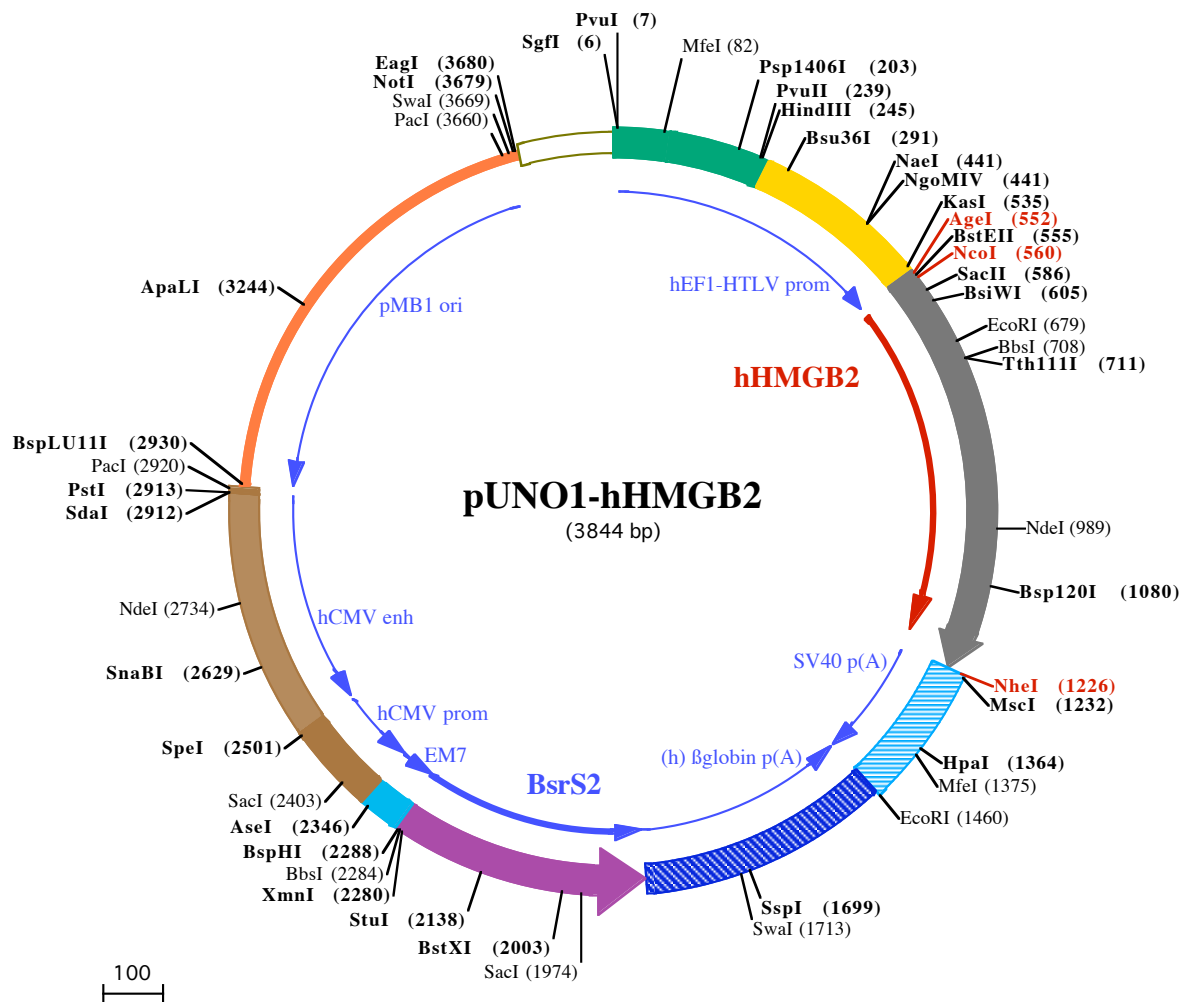 PvuI (7)
SgfI (6)
MfeI (82)
Psp1406I (203)
PvuII (239)
HindIII (245)
Bsu36I (291)
NaeI (441)
NgoMIV (441)
KasI (535)
AgeI (552)
BstEII (555)
NcoI (560)
SacII (586)
BsiWI (605)
EcoRI (679)
BbsI (708)
Tth111I (711)
NdeI (989)
Bsp120I (1080)
NheI (1226)
MscI (1232)
HpaI (1364)
MfeI (1375)
EcoRI (1460)
SspI (1699)
SwaI (1713)
SacI (1974)
BstXI (2003)
StuI (2138)
XmnI (2280)
BbsI (2284)
BspHI (2288)
AseI (2346)
SacI (2403)
SpeI (2501)
SnaBI (2629)
NdeI (2734)
SdaI (2912)
PstI (2913)
PacI (2920)
BspLU11I (2930)
ApaLI (3244)
PacI (3660)
SwaI (3669)
NotI (3679)
EagI (3680)
hEF1-HTLV prom
hHMGB2
SV40 p(A)
(h) ßglobin p(A)
BsrS2
EM7
hCMV prom
hCMV enh
pMB1 ori
pUNO1-hHMGB2
(3844 bp)
100